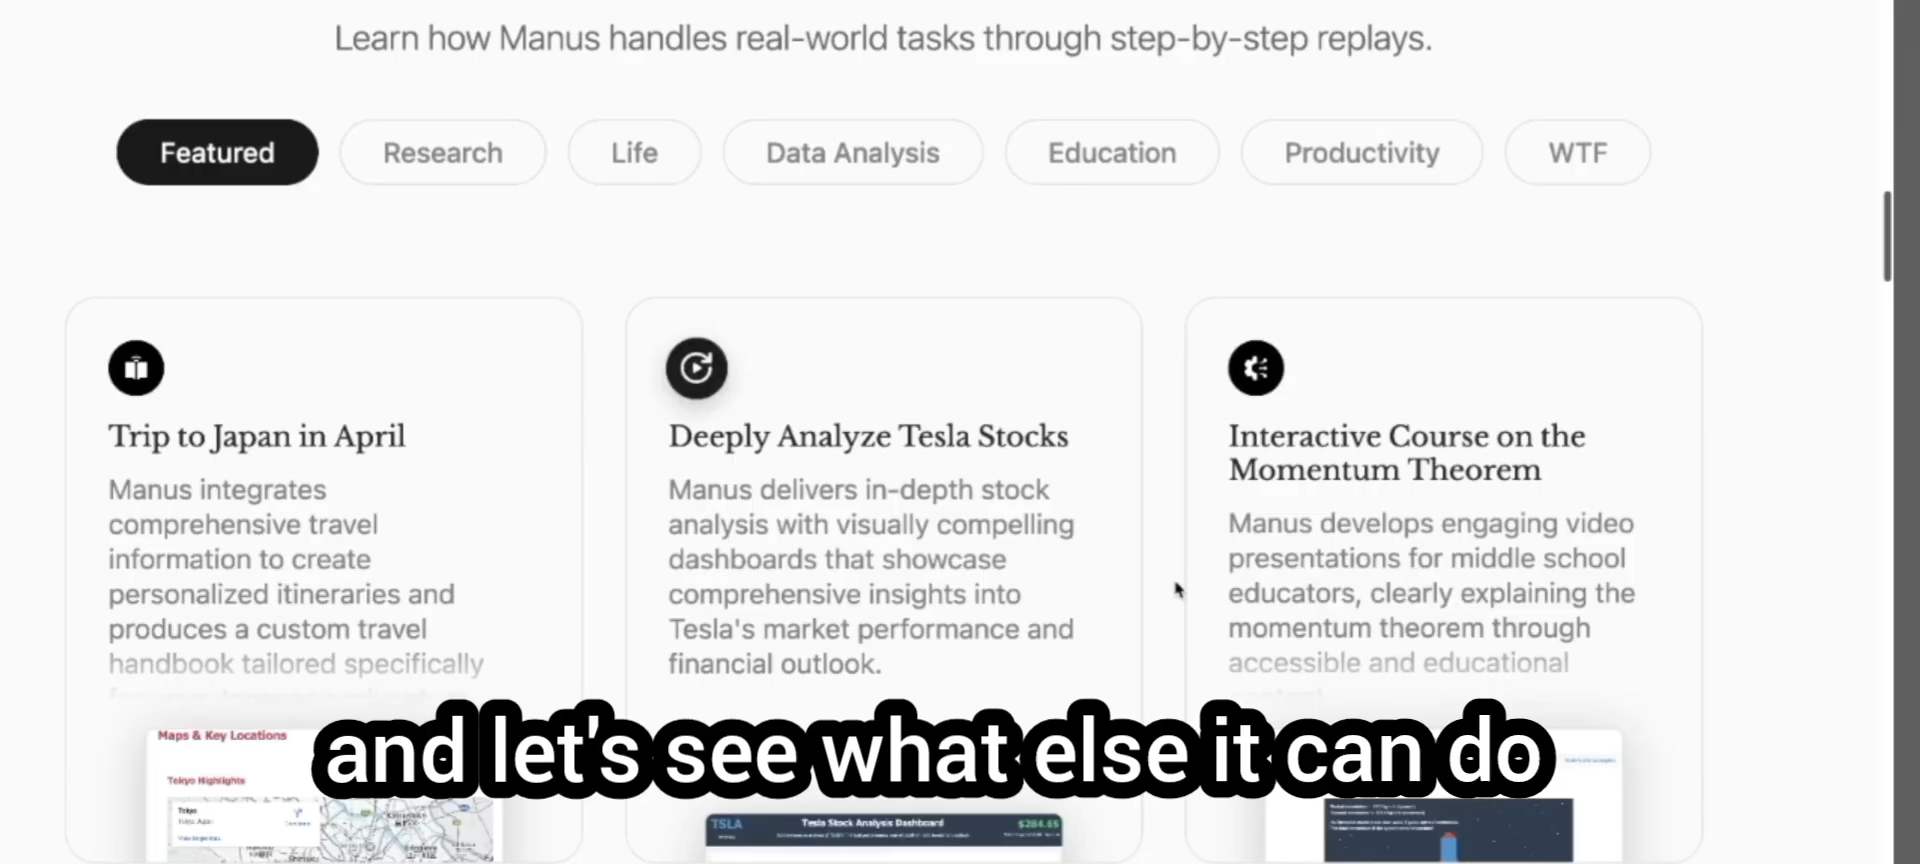 Learn how Manus handles real-world tasks through step-by-step replays.
Featured
Research
Life
Data Analysis
Education
Productivity
WTF
Trip to Japan in April
Manus integrates
comprehensive travel
information to create
personalized itineraries and
produces a custom travel
handbook tailored specifically
Maps & Key Locations
Tokyo Highlights
Tokyo
Deeply Analyze Tesla Stocks
Manus delivers in-depth stock
analysis with visually compelling
dashboards that showcase
comprehensive insights into
Tesla's market performance and
financial outlook.
TSLA
Tesla Stock Analysis Dashboard
$284.65
Interactive Course on the
Momentum Theorem
Manus develops engaging video
presentations for middle school
educators, clearly explaining the
momentum theorem through
accessible and educational
and let's see what else it can do